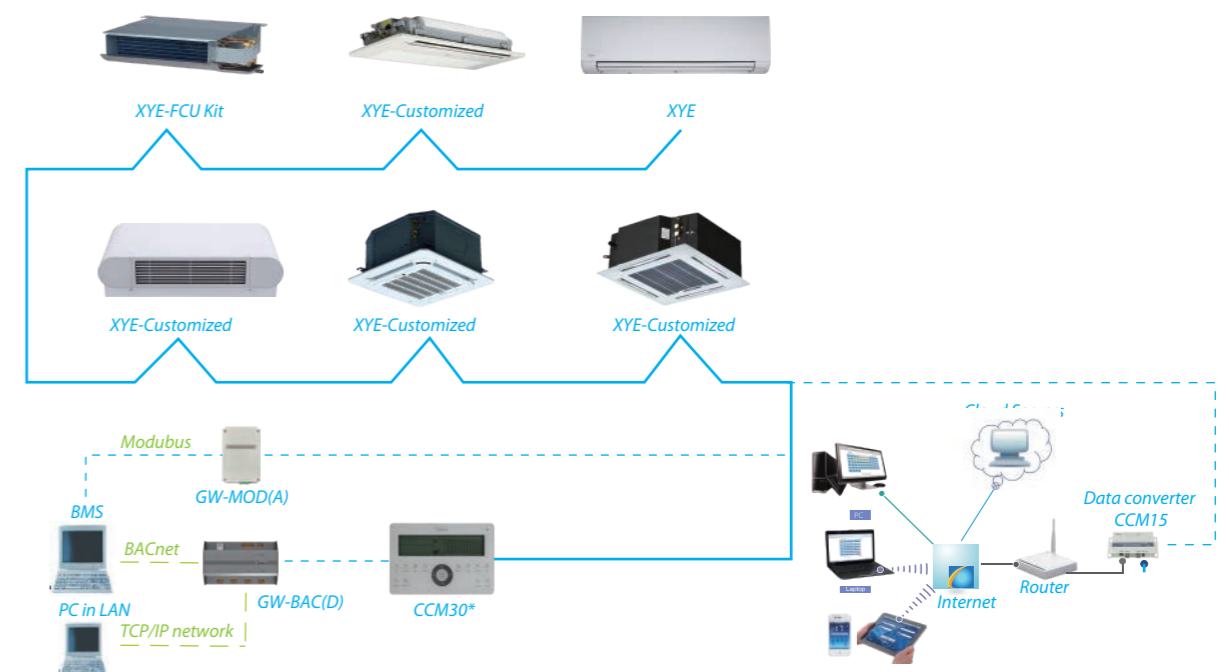 XYE-FCU Kit
XYE-Customized
XYE
XYE-Customized
XYE-Customized
XYE-Customized
Modubus
GW-MOD(A)
BMS
BACnet
GW-BAC(D)
CCM30*
PC in LAN
TCP/IP network
PC
Laptop
Internet
Router
Data converter
CCM15